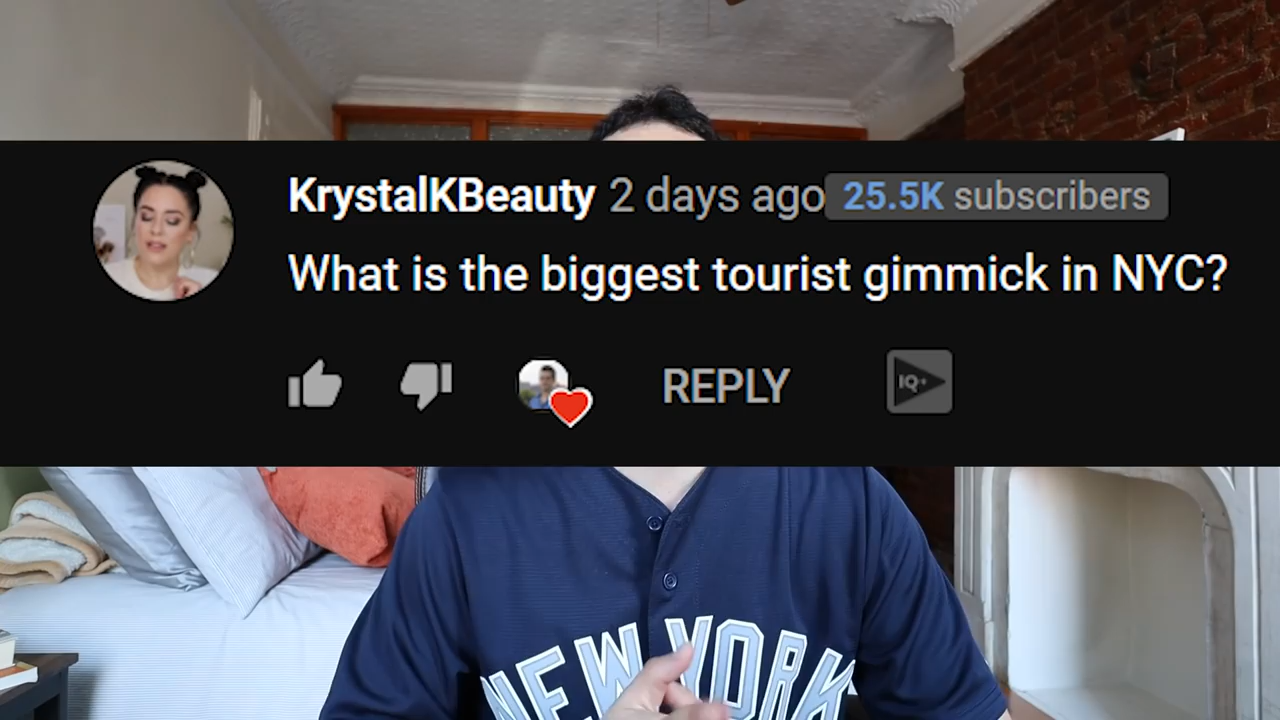 KrystalKBeauty 2 days ago 25.5K subscribers
What is the biggest tourist gimmick in NYC?
REPLY
IQ+
NEW YORK